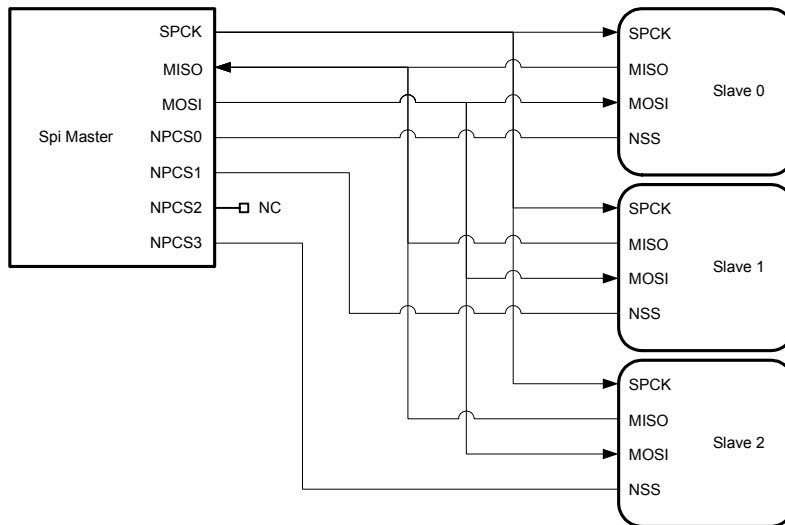 Spi Master
SPCK
MISO
MOSI
NPCS0
NPCS1
NPCS2
NPCS3
NC
SPCK
MISO
MOSI
NSS
Slave 0
SPCK
MISO
MOSI
NSS
Slave 1
SPCK
MISO
MOSI
NSS
Slave 2